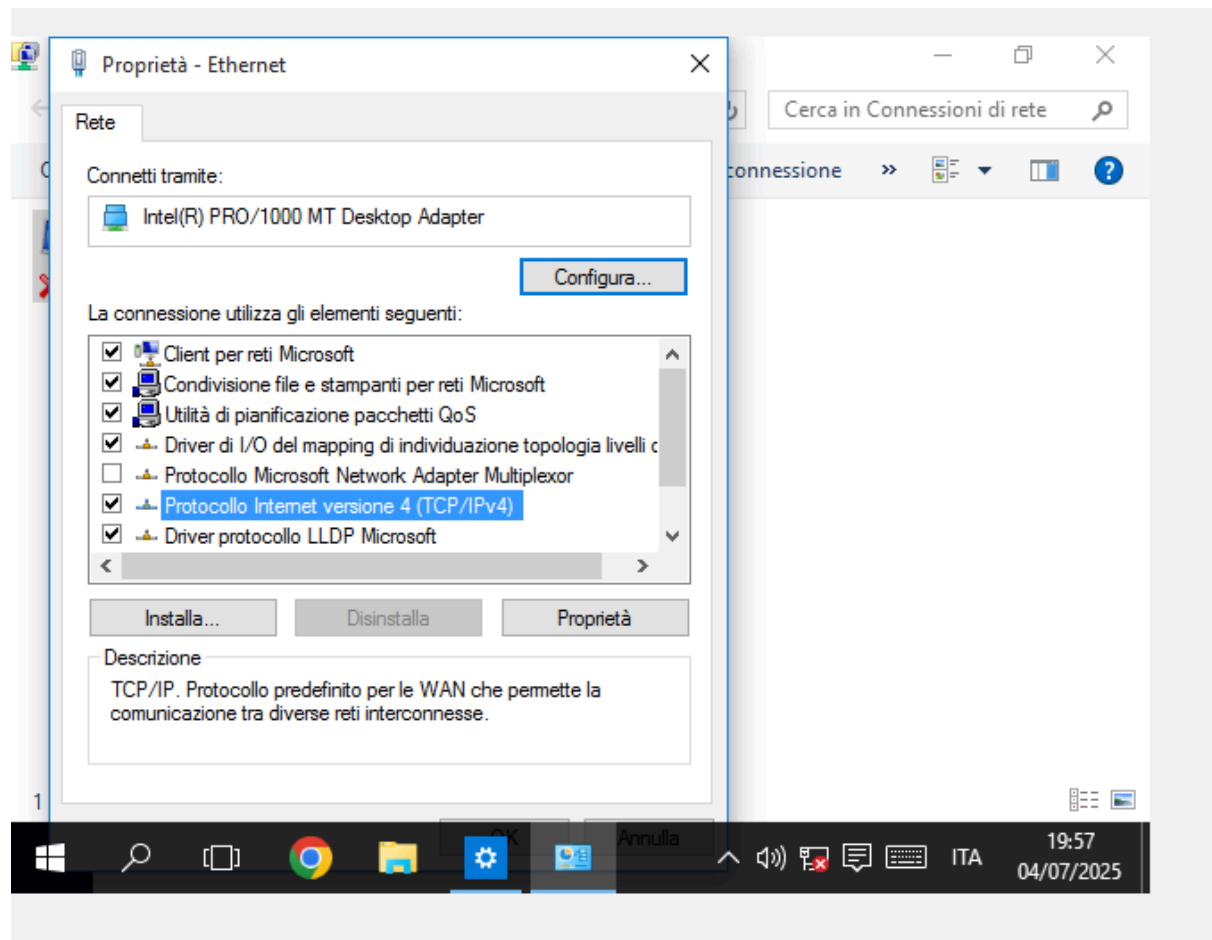 Proprietà - Ethernet
Cerca in Connessioni di rete
Rete
connessione »
Connetti tramite:
Intel(R) PRO/1000 MT Desktop Adapter
Configura...
La connessione utilizza gli elementi seguenti:
Client per reti Microsoft
Condivisione file e stampanti per reti Microsoft
Utilità di pianificazione pacchetti QoS
Driver di I/O del mapping di individuazione topologia livelli
Protocollo Microsoft Network Adapter Multiplexor
Protocollo Internet versione 4 (TCP/IPv4)
Driver protocollo LLDP Microsoft
Installa... Disinstalla Proprietà
Descrizione
TCP/IP. Protocollo predefinito per le WAN che permette la
comunicazione tra diverse reti interconnesse.
1
OK Annulla
ITA
19:57
04/07/2025